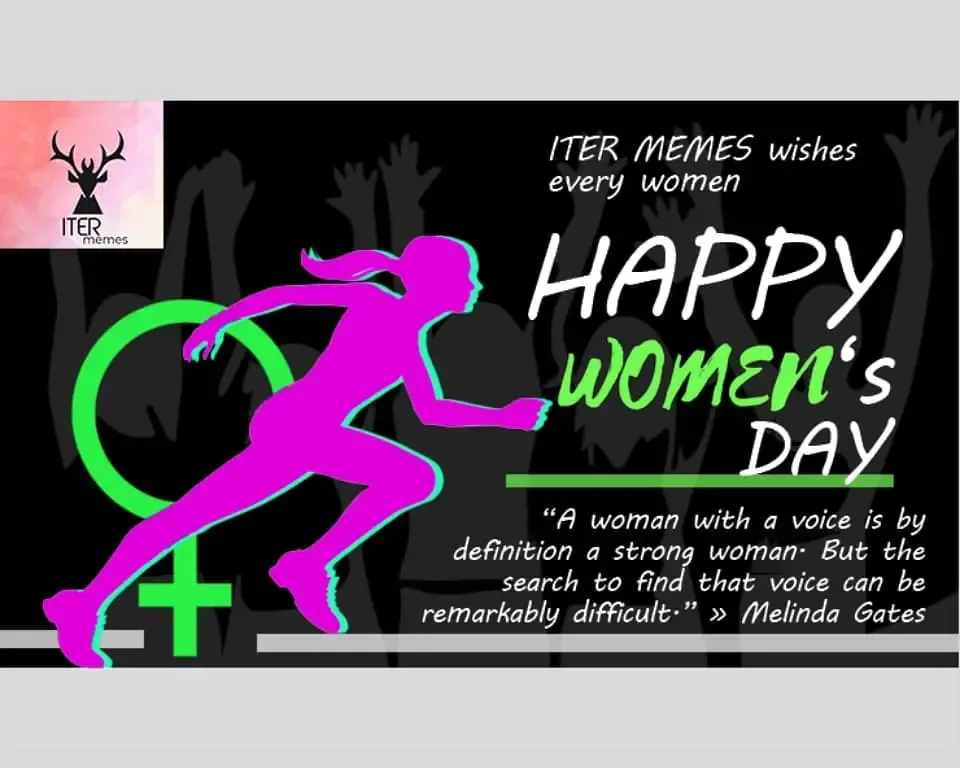 ITER
memes
ITER MEMES wishes
every women
HAPPY
WOMEN‘s
DAY
“A woman with a voice is by
definition a strong woman. But the
search to find that voice can be
remarkably difficult.” » Melinda Gates